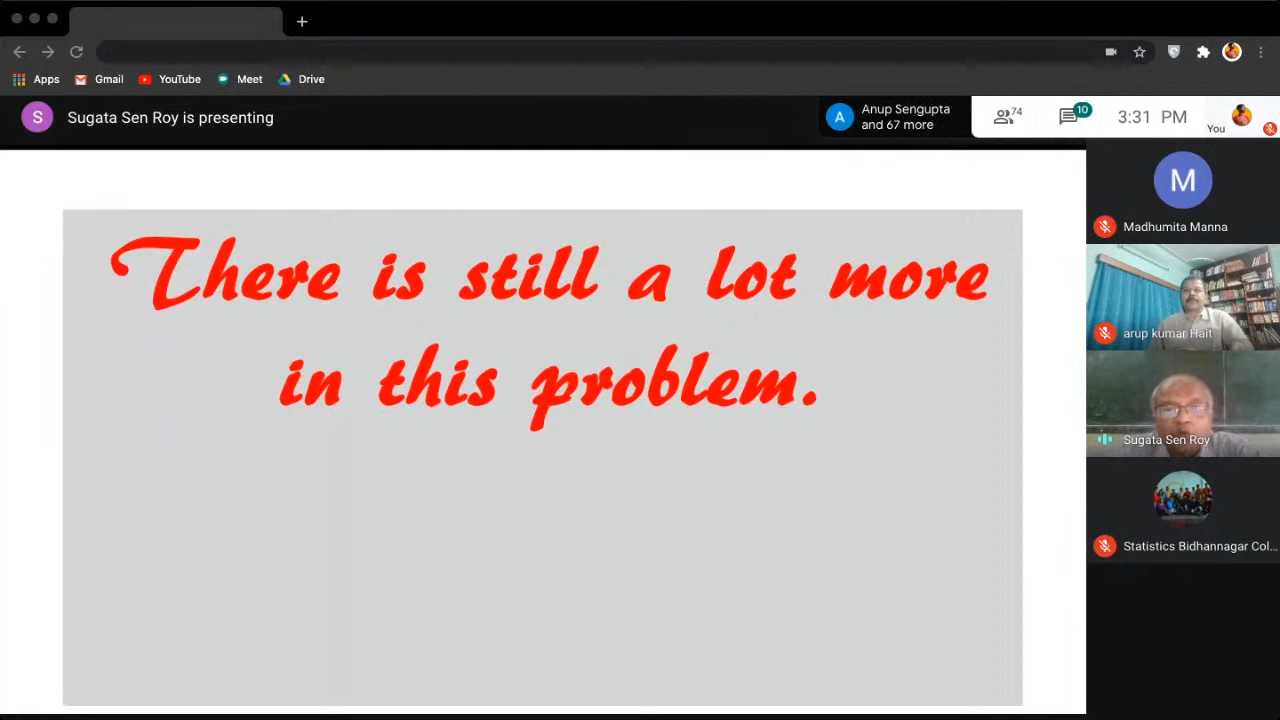 Apps Gmail YouTube Meet Drive
S Sugata Sen Roy is presenting
A Anup Sengupta
and 67 more
74
10
3:31 PM
You
There is still a lot more
in this problem.
M
Madhumita Manna
arup kumar Hait
Sugata Sen Roy
Statistics Bidhannagar Col...